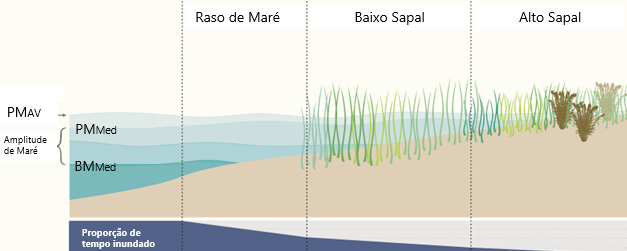 Raso de Maré
Baixo Sapal
Alto Sapal
PMAV
PMMed
Amplitude
de Maré
BMMed
Proporção de
tempo inundado